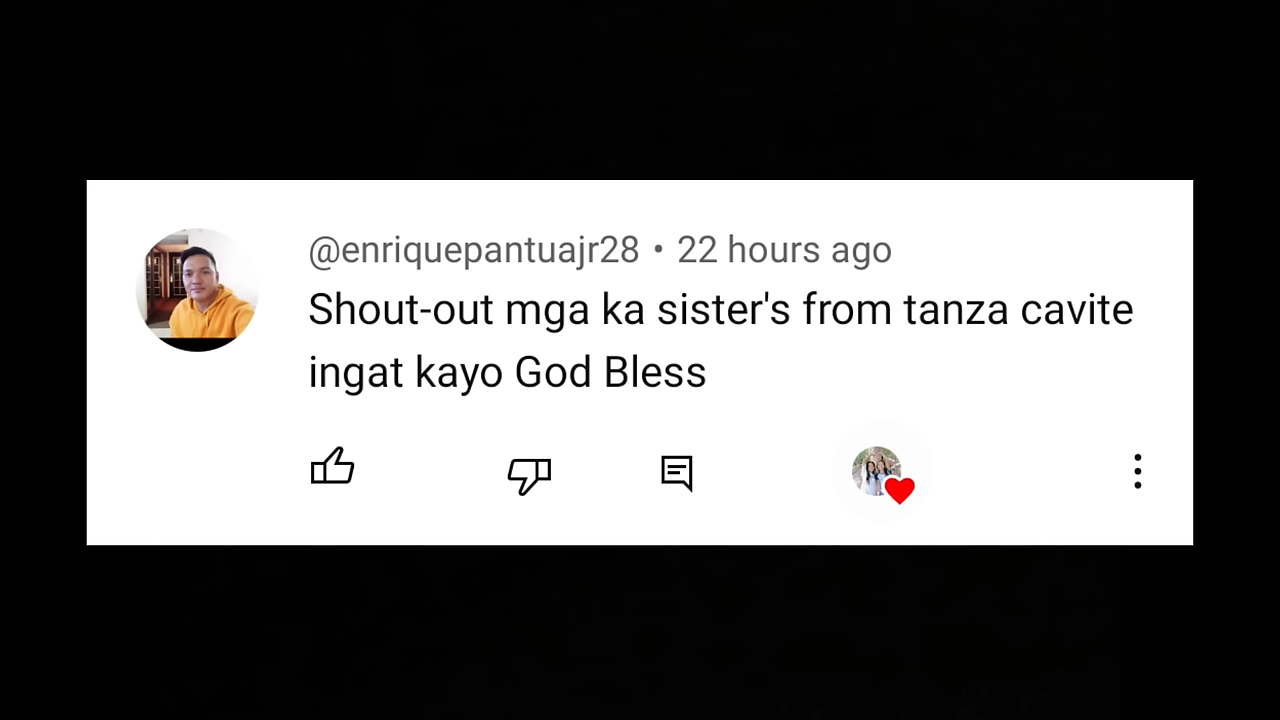 @enriquepantuajr28 • 22 hours ago
Shout-out mga ka sister's from tanza cavite
ingat kayo God Bless